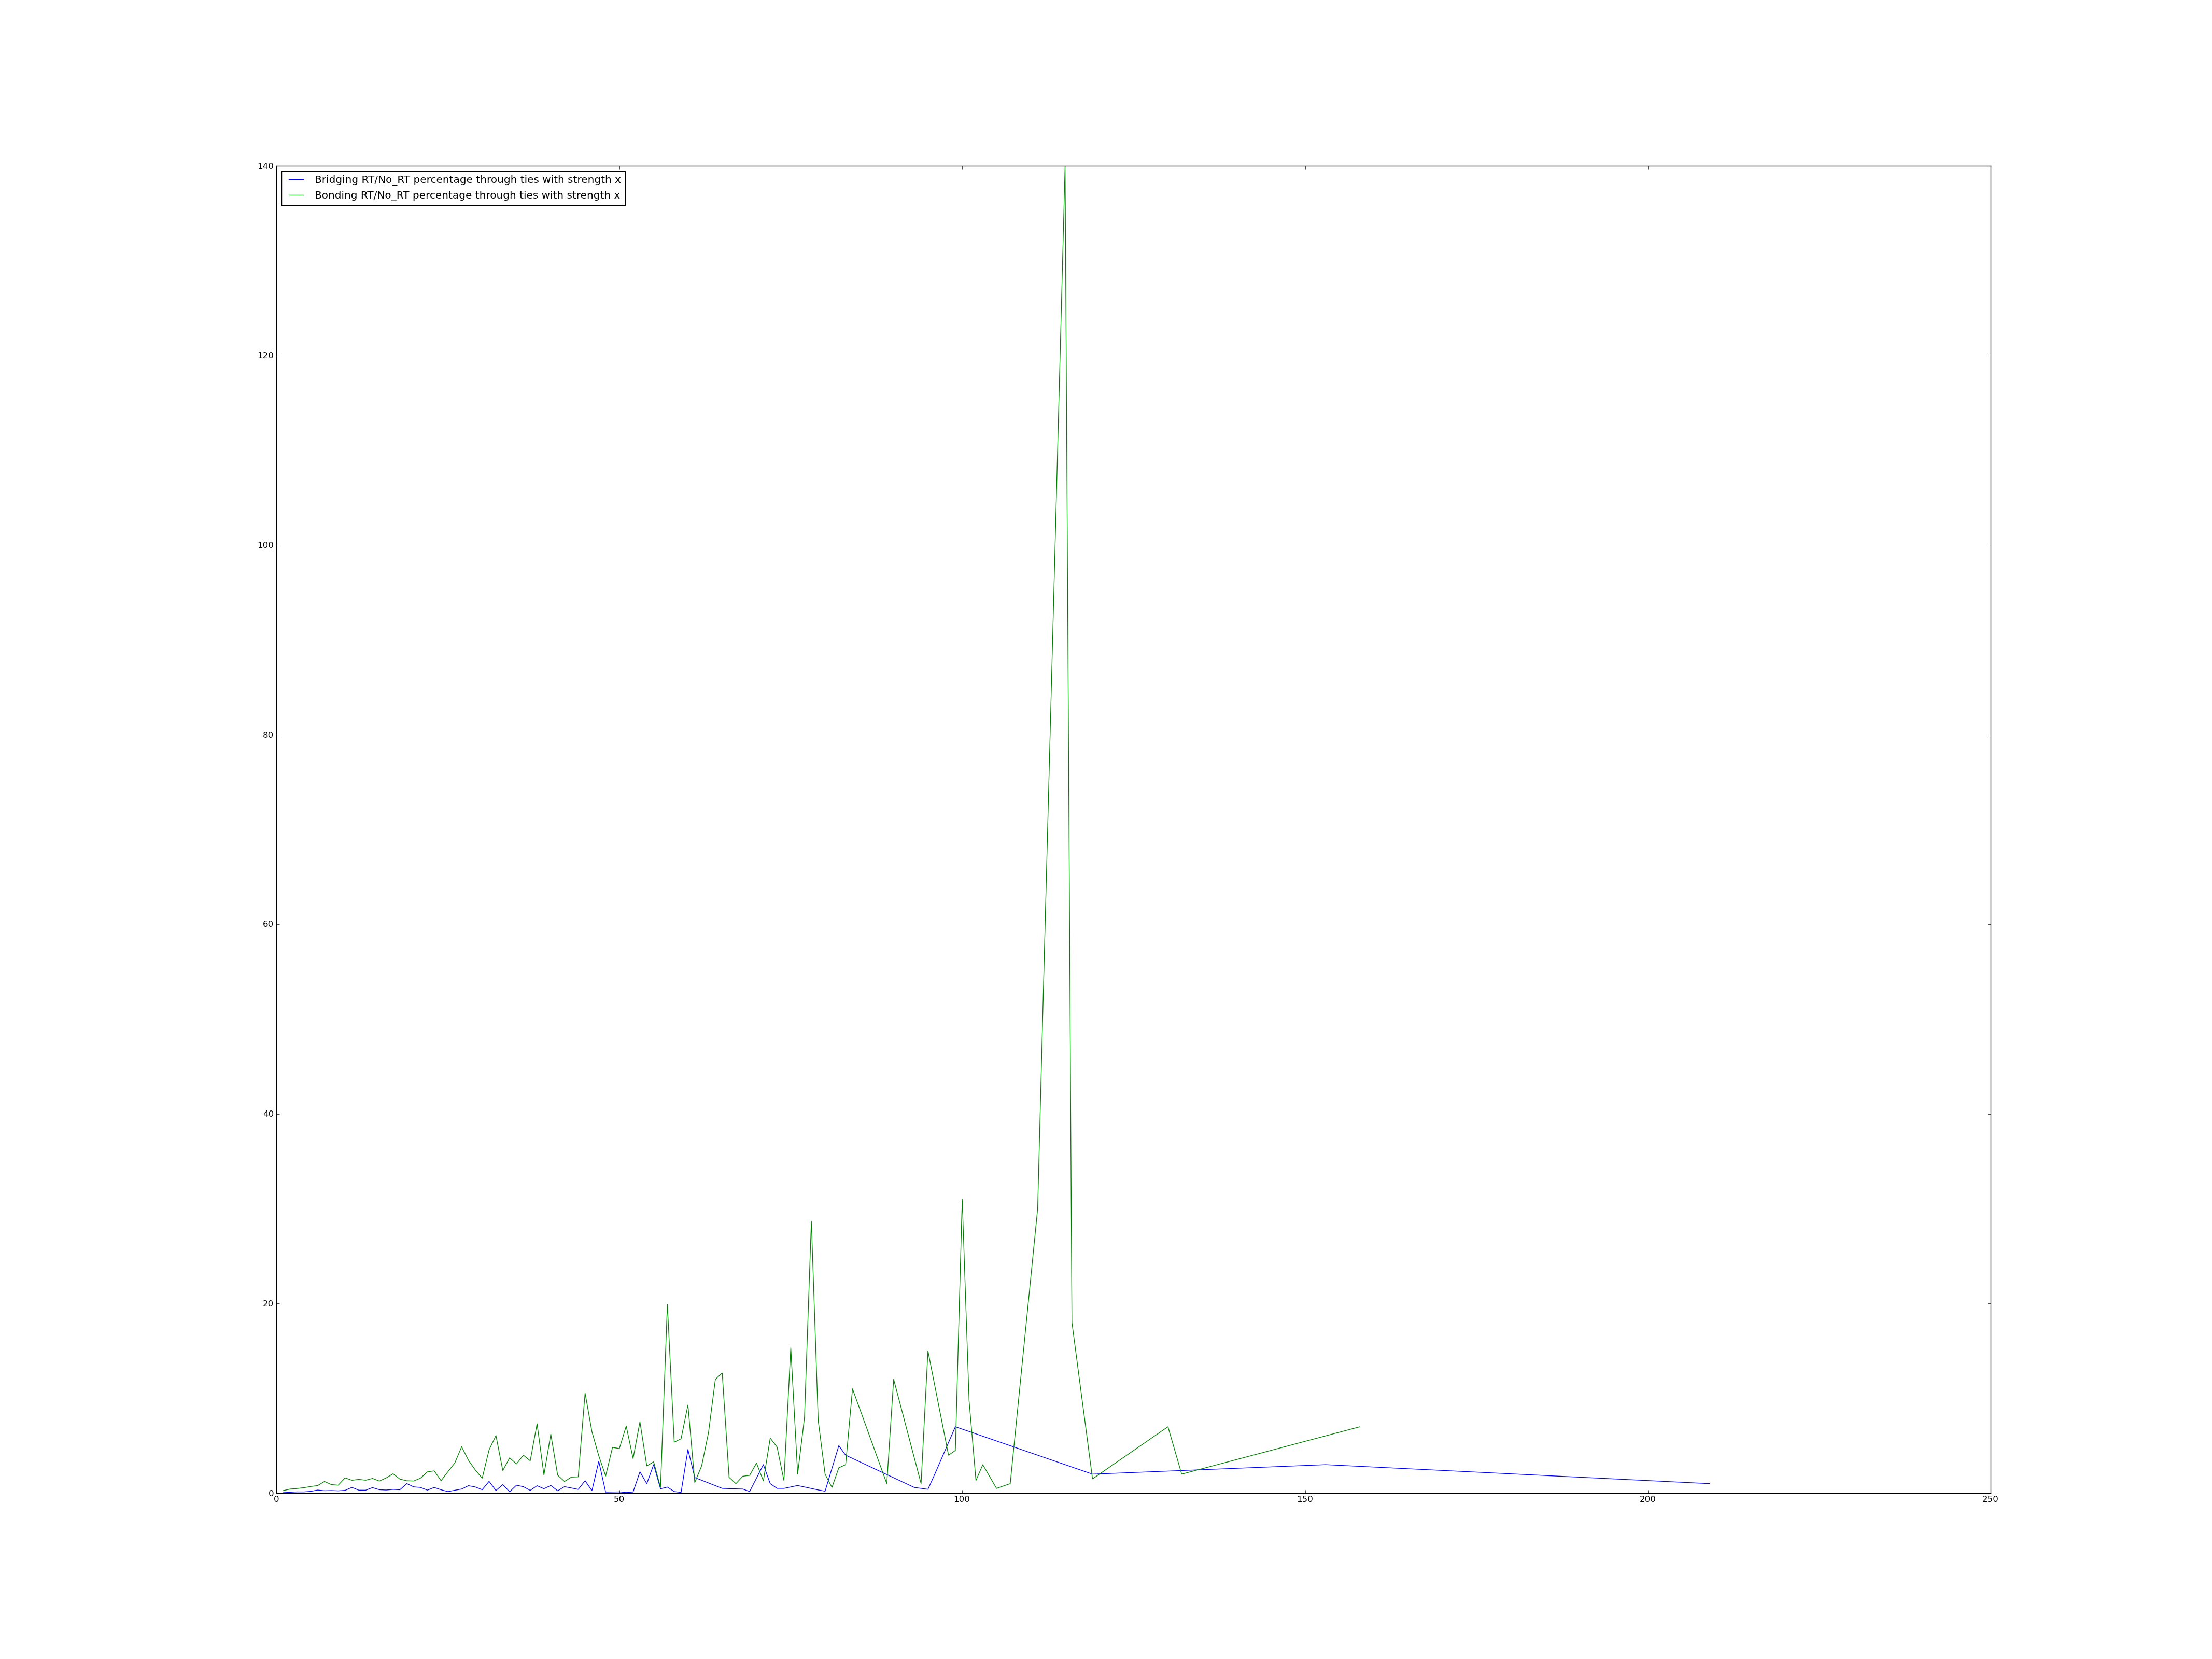 140
Bridging RT/No_RT percentage through ties with strength x
Bonding RT/No_RT percentage through ties with strength x
120
100
80
60
40
20
0
0 50 100 150 200 250